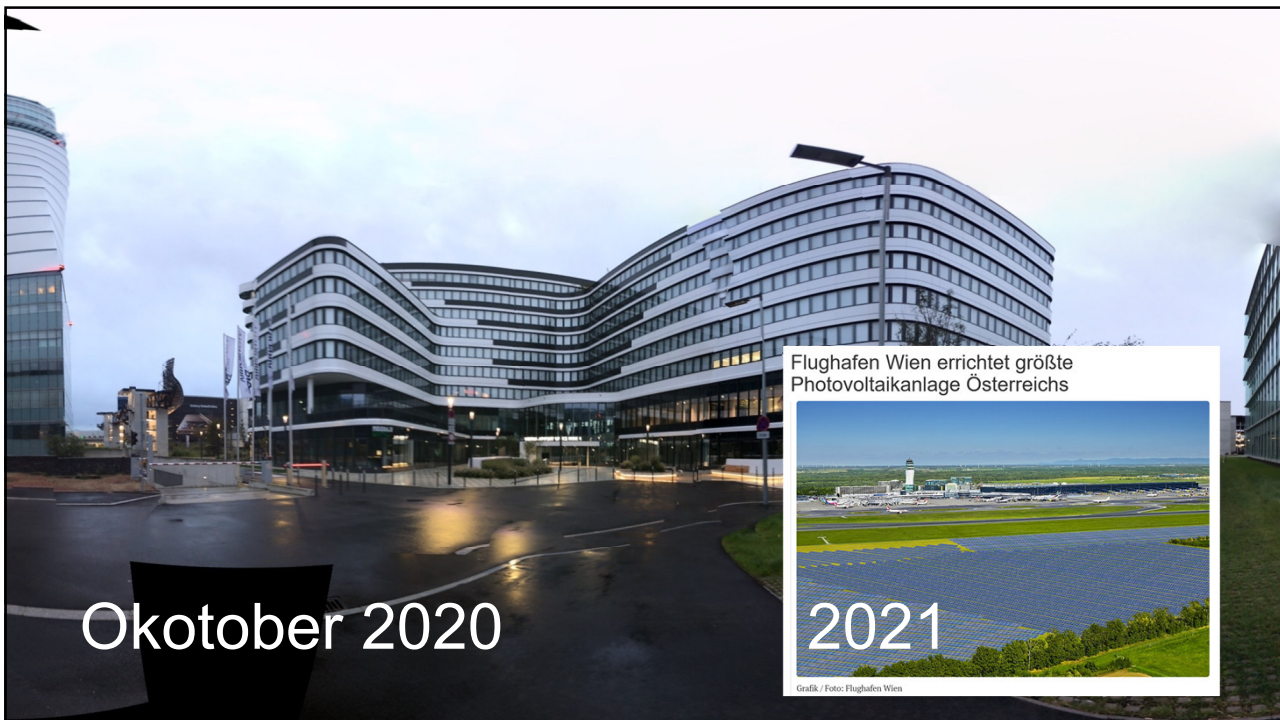 Flughafen Wien errichtet größte
Photovoltaikanlage Österreichs
Okotober 2020
2021
Grafik / Foto: Flughafen Wien